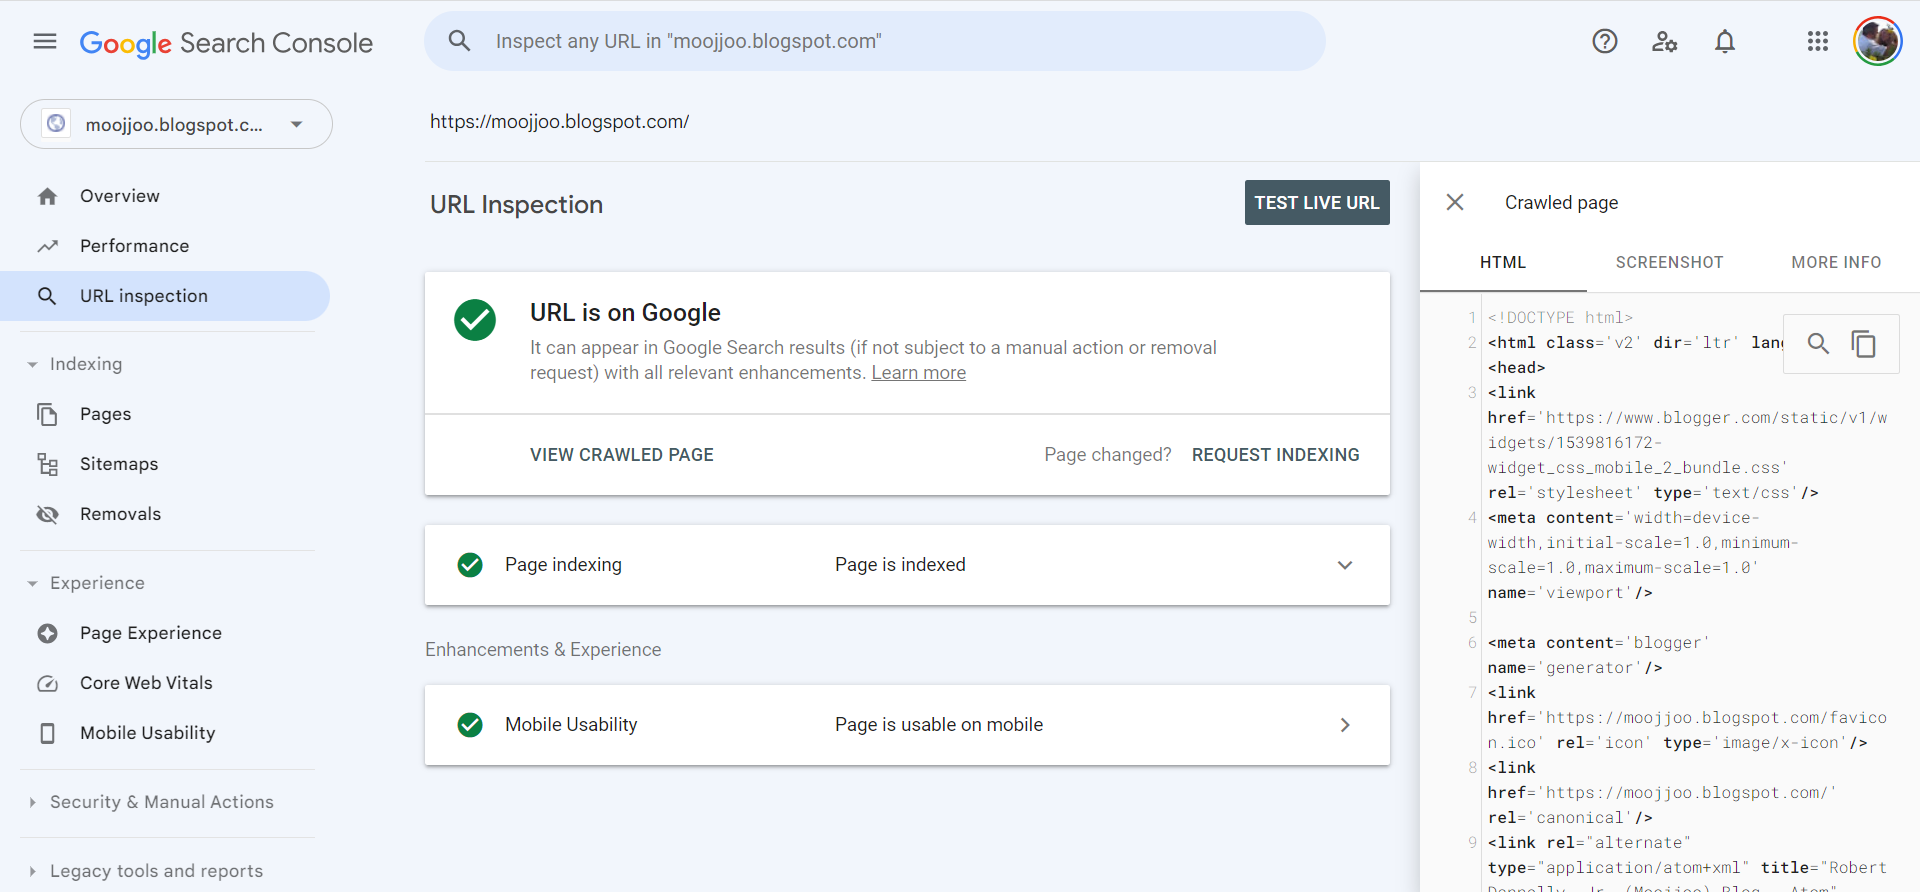 Google Search Console
Inspect any URL in "moojjoo.blogspot.com"
moojjoo.blogspot.c...
https://moojjoo.blogspot.com/
Overview
Performance
URL inspection
Indexing
Pages
Sitemaps
Removals
Experience
Page Experience
Core Web Vitals
Mobile Usability
Security & Manual Actions
Legacy tools and reports
URL Inspection
TEST LIVE URL
URL is on Google
It can appear in Google Search results (if not subject to a manual action or removal
request) with all relevant enhancements. Learn more
VIEW CRAWLED PAGE
Page changed? REQUEST INDEXING
Page indexing Page is indexed
Enhancements & Experience
Mobile Usability Page is usable on mobile
Crawled page
HTML SCREENSHOT MORE INFO
1 <!DOCTYPE html>
2 <html class='v2' dir='ltr' lang
<head>
3 <link
href='https://www.blogger.com/static/v1/w
idgets/1539816172-
widget_css_mobile_2_bundle.css'
rel='stylesheet' type='text/css'/>
4 <meta content='width=device-
width,initial-scale=1.0,minimum-
scale=1.0,maximum-scale=1.0'
name='viewport'/>
5
6 <meta content='blogger'
name='generator'/>
7 <link
href='https://moojjoo.blogspot.com/favico
n.ico' rel='icon' type='image/x-icon'/>
8 <link
href='https://moojjoo.blogspot.com/'
rel='canonical'/>
9 <link rel="alternate"
type="application/atom+xml" title="Robert
Donnelly, Jr. (Moojjoo) Blog - Atom"